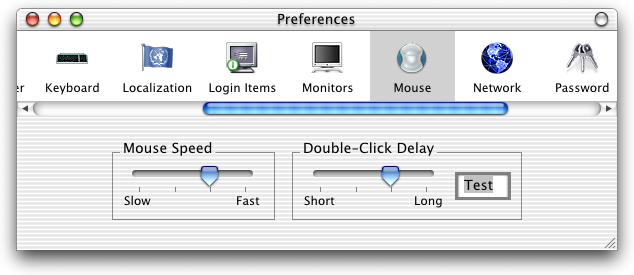 Preferences
er Keyboard Localization Login Items Monitors Mouse Network Password
Mouse Speed Double-Click Delay
Test
Slow Fast Short Long